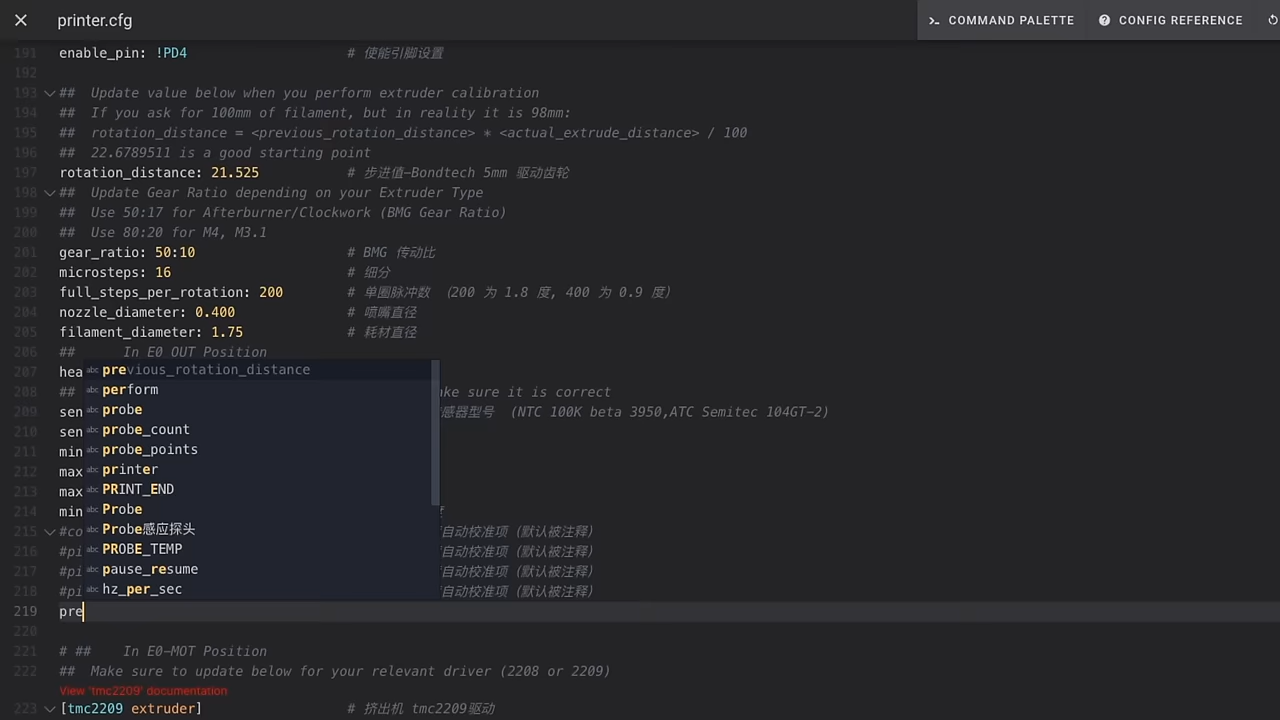 printer.cfg
COMMAND PALETTE
CONFIG REFERENCE
191 enable_pin: !PD4 # 使能引脚设置
192
193 ## Update value below when you perform extruder calibration
194 ## If you ask for 100mm of filament, but in reality it is 98mm:
195 ## rotation_distance = <previous_rotation_distance> * <actual_extrude_distance> / 100
196 ## 22.6789511 is a good starting point
197 rotation_distance: 21.525 # 步进值-Bondtech 5mm 驱动齿轮
198 ## Update Gear Ratio depending on your Extruder Type
199 ## Use 50:17 for Afterburner/Clockwork (BMG Gear Ratio)
200 ## Use 80:20 for M4, M3.1
201 gear_ratio: 50:10 # BMG 传动比
202 microsteps: 16 # 细分
203 full_steps_per_rotation: 200 # 单圈脉冲数 （200 为 1.8 度, 400 为 0.9 度）
204 nozzle_diameter: 0.400 # 喷嘴直径
205 filament_diameter: 1.75 # 耗材直径
206 ## In E0 OUT Position
207 hea
previous_rotation_distance
208 ## ake sure it is correct
perform
209 sen 感器型号 (NTC 100K beta 3950,ATC Semitec 104GT-2)
probe
210 sen
probe_count
211 min
probe_points
212 max
printer
213 max
PRINT_END
214 min
Probe
215 #co 自动校准项 (默认被注释)
Probe感应探头
216 #pi 自动校准项 (默认被注释)
PROBE_TEMP
217 #pi 自动校准项 (默认被注释)
pause_resume
218 #pi 自动校准项 (默认被注释)
hz_per_sec
219 pre
220
221 # ## In E0-MOT Position
222 ## Make sure to update below for your relevant driver (2208 or 2209)
View 'tmc2209' documentation
223 [tmc2209 extruder] # 挤出机 tmc2209驱动